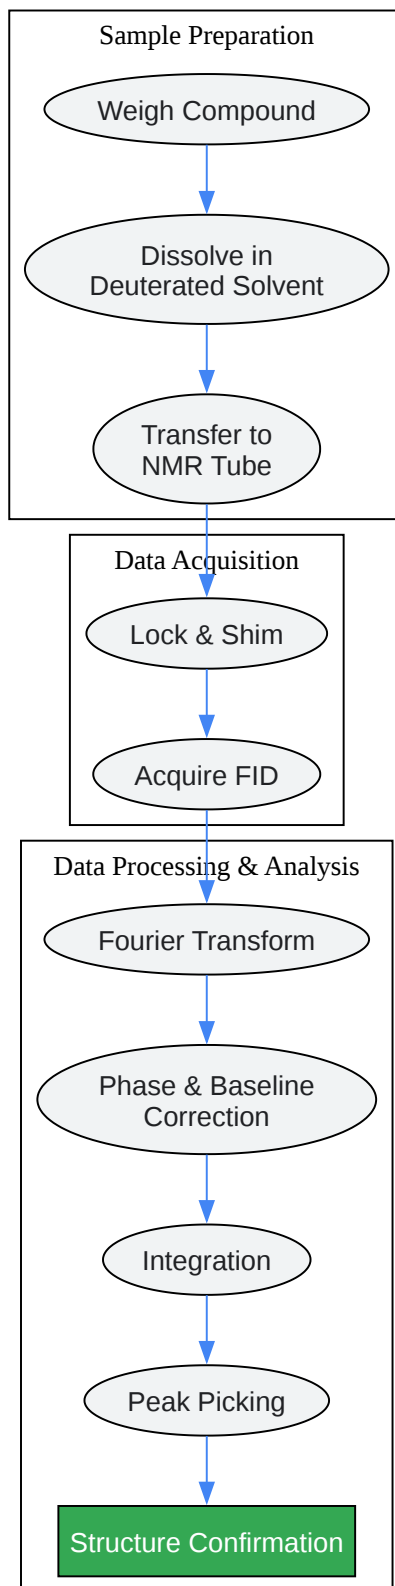 Sample Preparation
Weigh Compound
Dissolve in
Deuterated Solvent
Transfer to
NMR Tube
Data Acquisition
Lock & Shim
Acquire FID
Data Processing & Analysis
Fourier Transform
Phase & Baseline
Correction
Integration
Peak Picking
Structure Confirmation